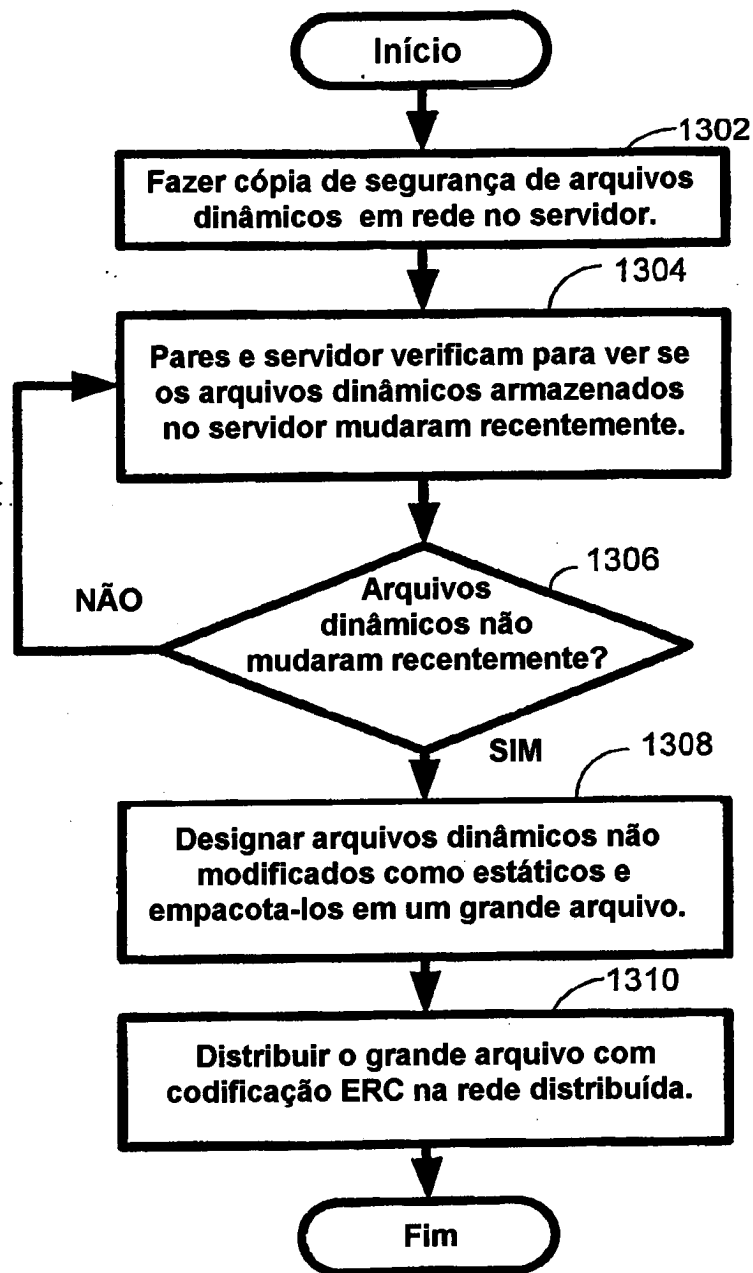 Início
1302
Fazer cópia de segurança de arquivos
dinâmicos em rede no servidor.
1304
Pares e servidor verificam para ver se
os arquivos dinâmicos armazenados
no servidor mudaram recentemente.
1306
NÃO
Arquivos
dinâmicos não
mudaram recentemente?
SIM
1308
Designar arquivos dinâmicos não
modificados como estáticos e
empacota-los em um grande arquivo.
1310
Distribuir o grande arquivo com
codificação ERC na rede distribuída.
Fim